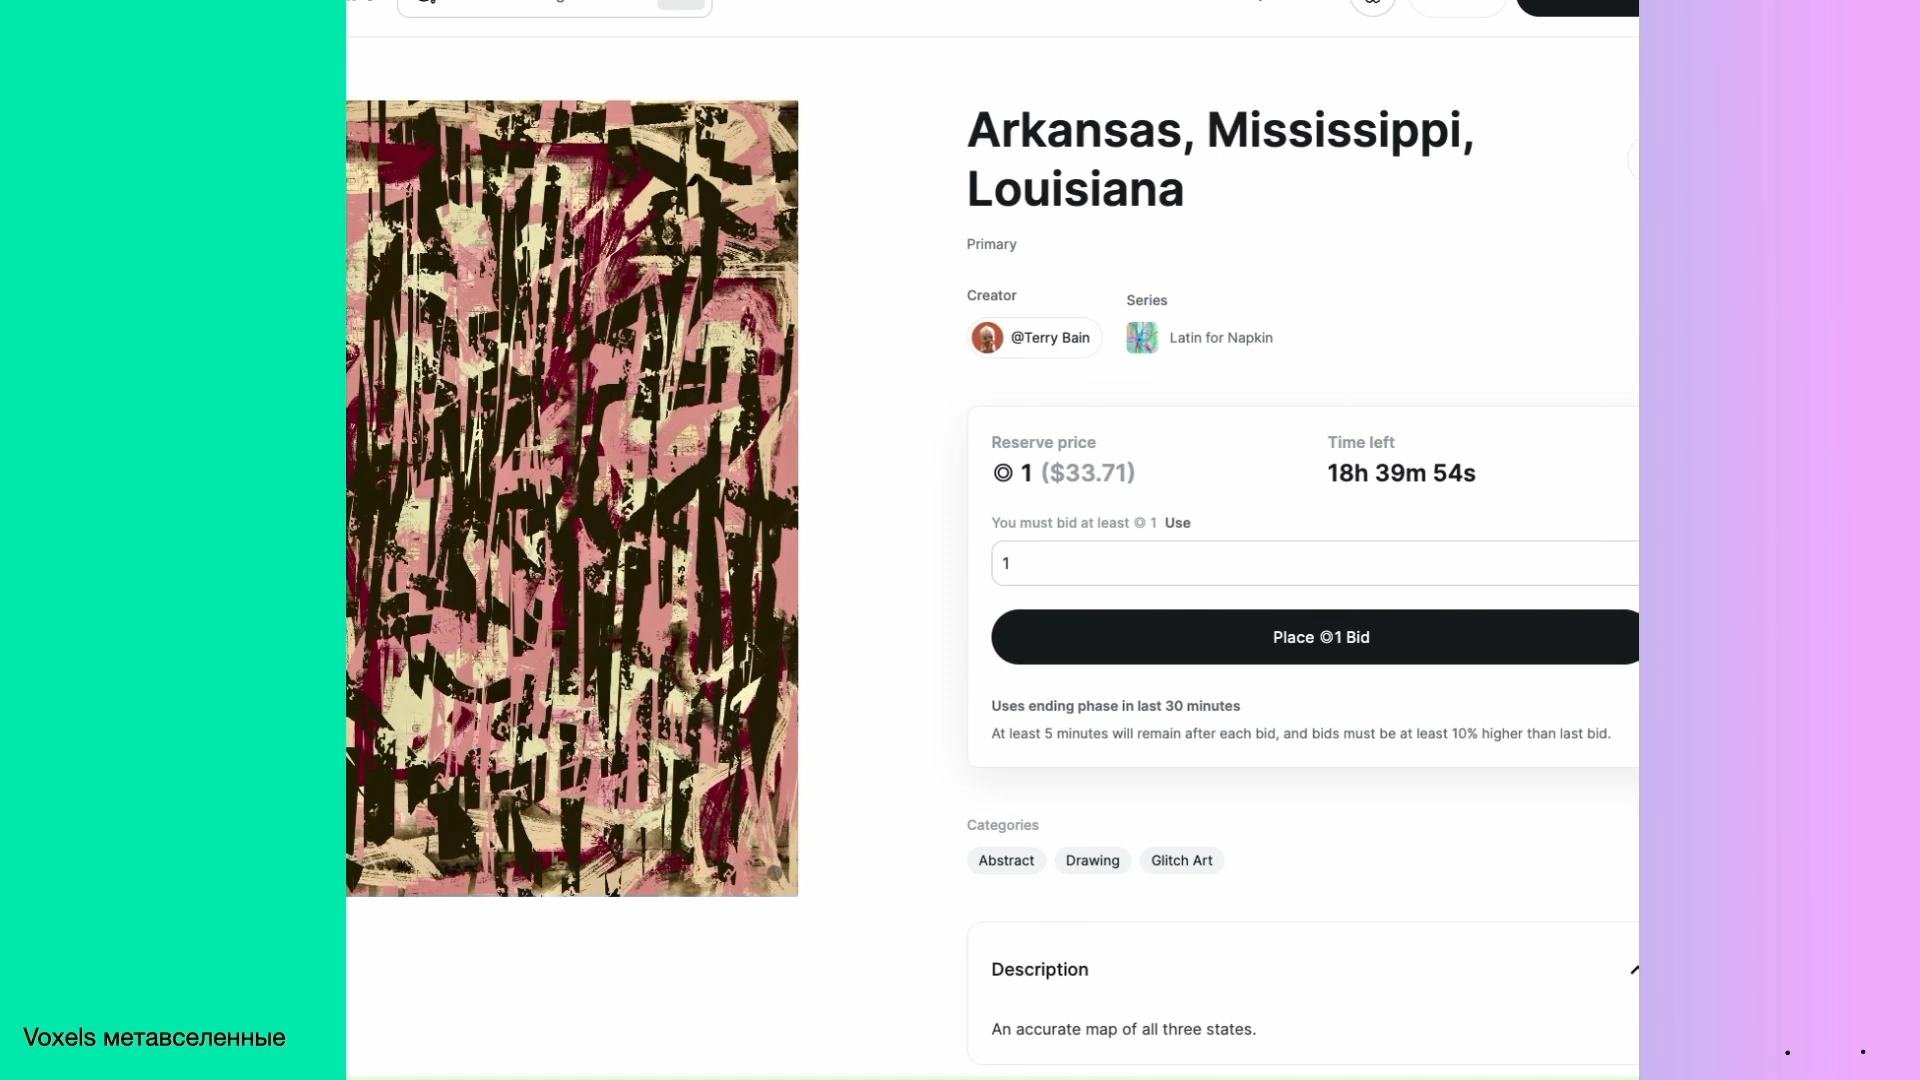 Arkansas, Mississippi,
Louisiana
Primary
Creator
Series
@Terry Bain
Latin for Napkin
Reserve price
Time left
1 ($33.71)
18h 39m 54s
You must bid at least ◎ 1 Use
1
Place ◎1 Bid
Uses ending phase in last 30 minutes
At least 5 minutes will remain after each bid, and bids must be at least 10% higher than last bid.
Categories
Abstract
Drawing
Glitch Art
Description
An accurate map of all three states.
Voxels метавселенные